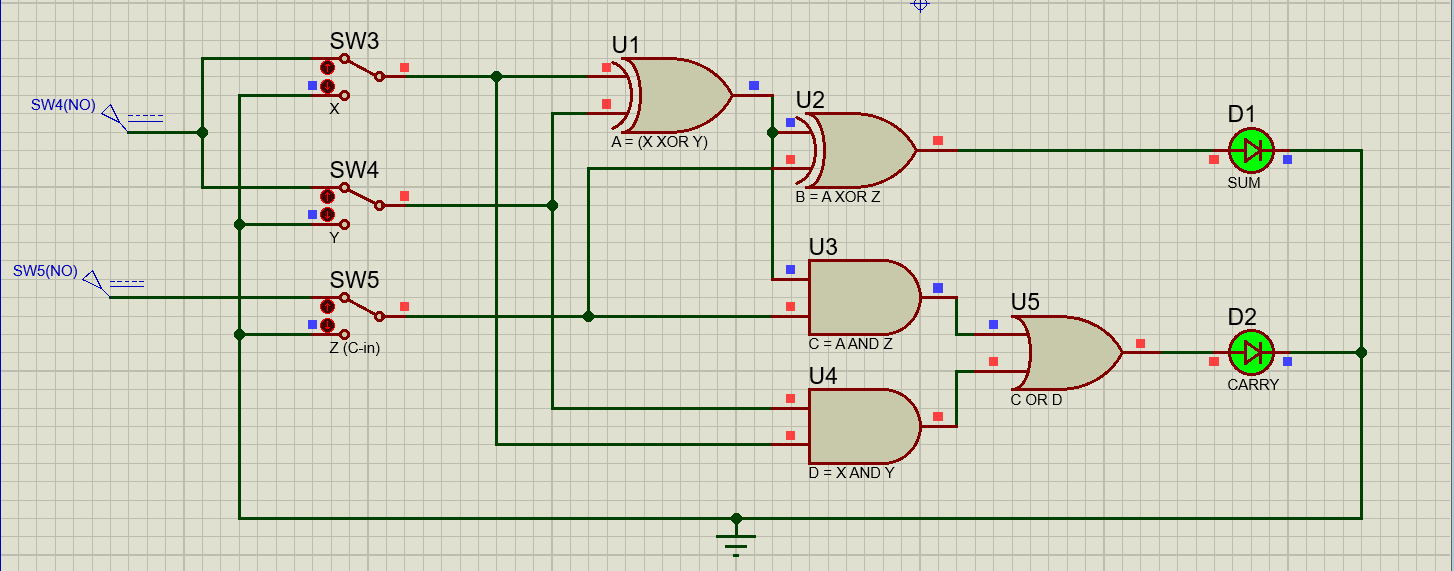 SW3
U1
SW4(NO)
X
A = (X XOR Y)
U2
D1
SW4
B = A XOR Z
SUM
Y
SW5(NO)
SW5
U3
Z (C-in)
C = A AND Z
U5
D2
U4
C OR D
CARRY
D = X AND Y